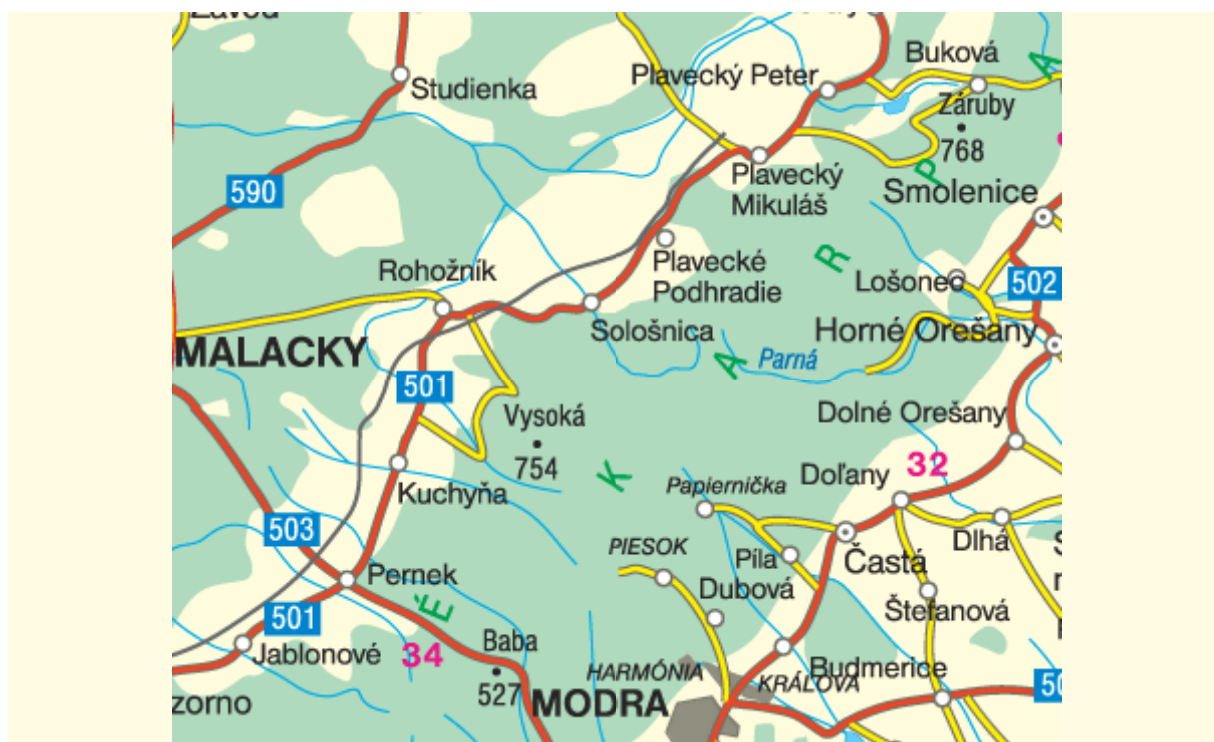 Studienka
Plavecký Peter
Buková
A
Záruby
768
P
590
Plavecký
Mikuláš
Smolenice
R
Rohožník
Plavecké
Podhradie
Lošonec
502
Sološnica
Horné Orešany
MALACKY
A
Parná
501
Vysoká
754
Dolné Orešany
K
32
Kuchyňa
Papiernička
Doľany
503
PIESOK
Píla
Častá
Dlhá
Pernek
Dubová
Štefanová
É
501
Jablonové
34
Baba
527
HARMÓNIA
KRÁĽOVÁ
Budmerice
zorno
MODRA